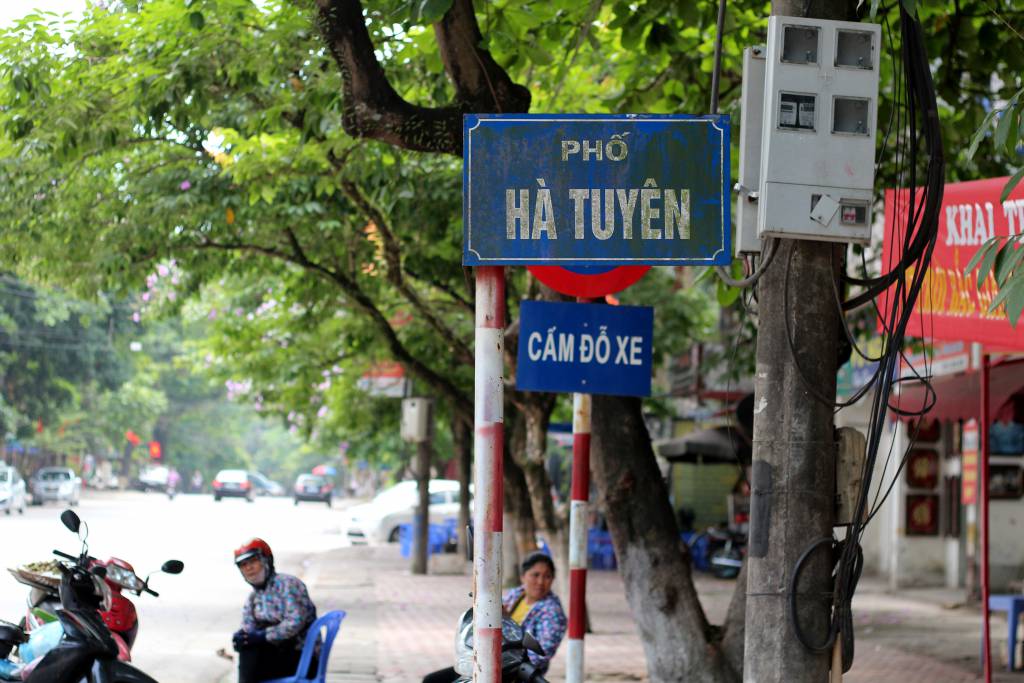 PHỐ
HÀ TUYÊN
CẤM ĐỖ XE
KHAI